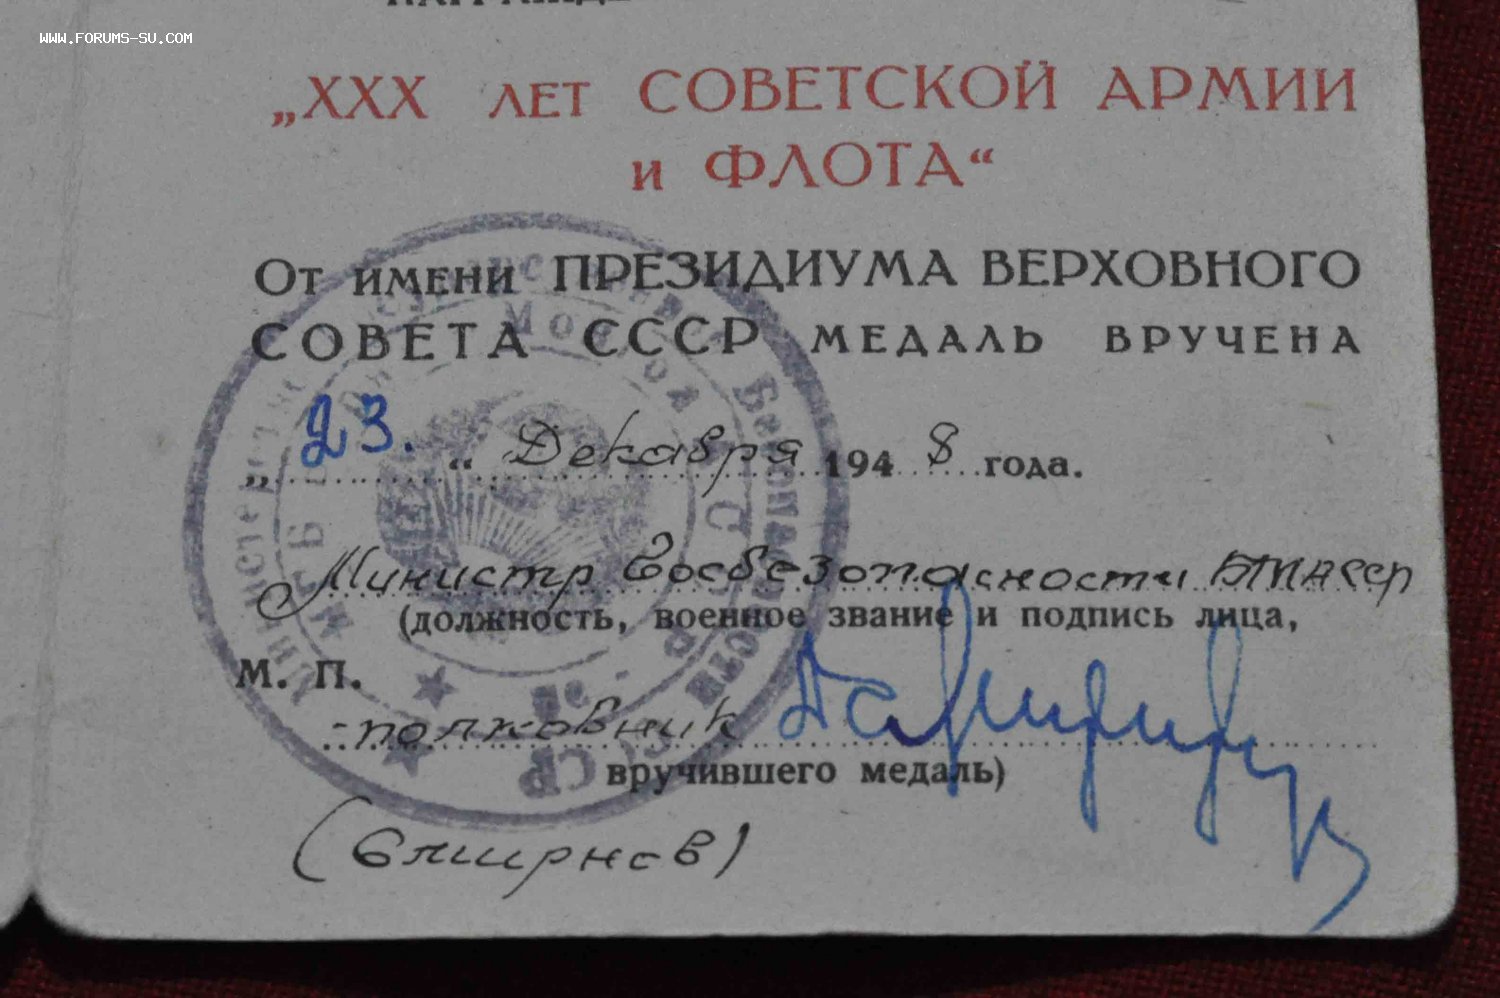 WWW.FORUMS-SU.COM
„XXX ЛЕТ СОВЕТСКОЙ АРМИИ
И ФЛОТА“
ОТ ИМЕНИ ПРЕЗИДИУМА ВЕРХОВНОГО
СОВЕТА СССР МЕДАЛЬ ВРУЧЕНА
„23.“ Декабря 1948 года.
Министр Госбезопасности БМАССР
(должность, военное звание и подпись лица,
М. П.
-полковник
вручившего медаль)
(Смирнов)